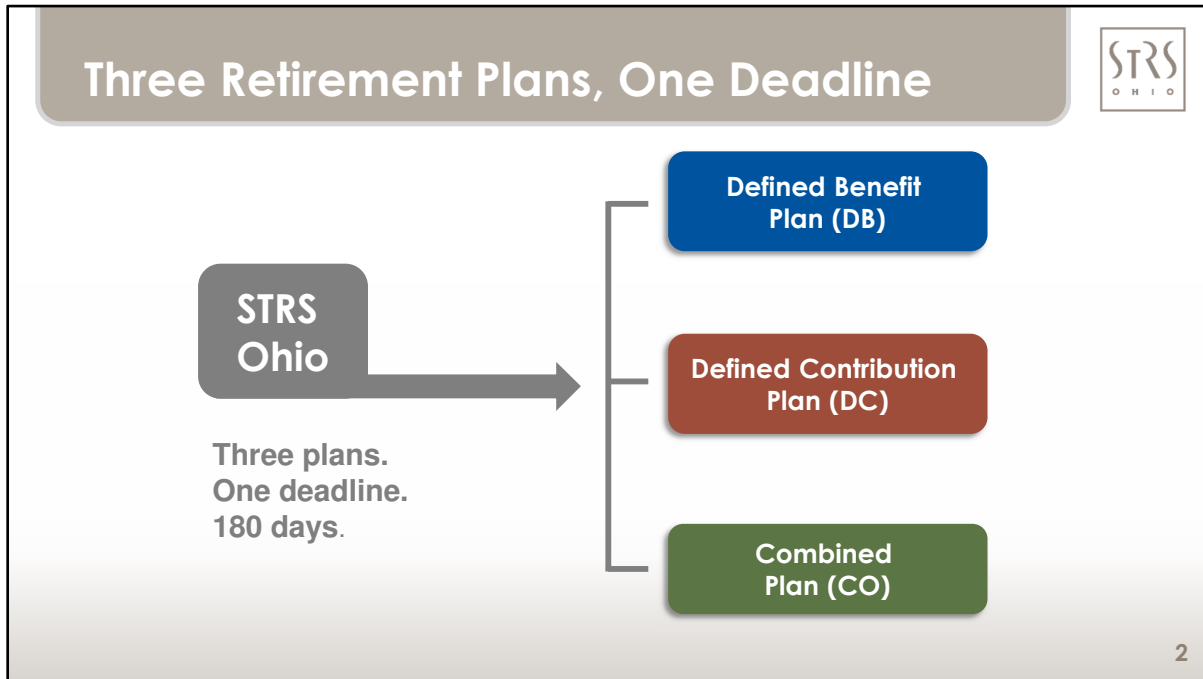 Three Retirement Plans, One Deadline
STRS
OHIO
Defined Benefit
Plan (DB)
STRS
Ohio
Defined Contribution
Plan (DC)
Three plans.
One deadline.
180 days.
Combined
Plan (CO)
2